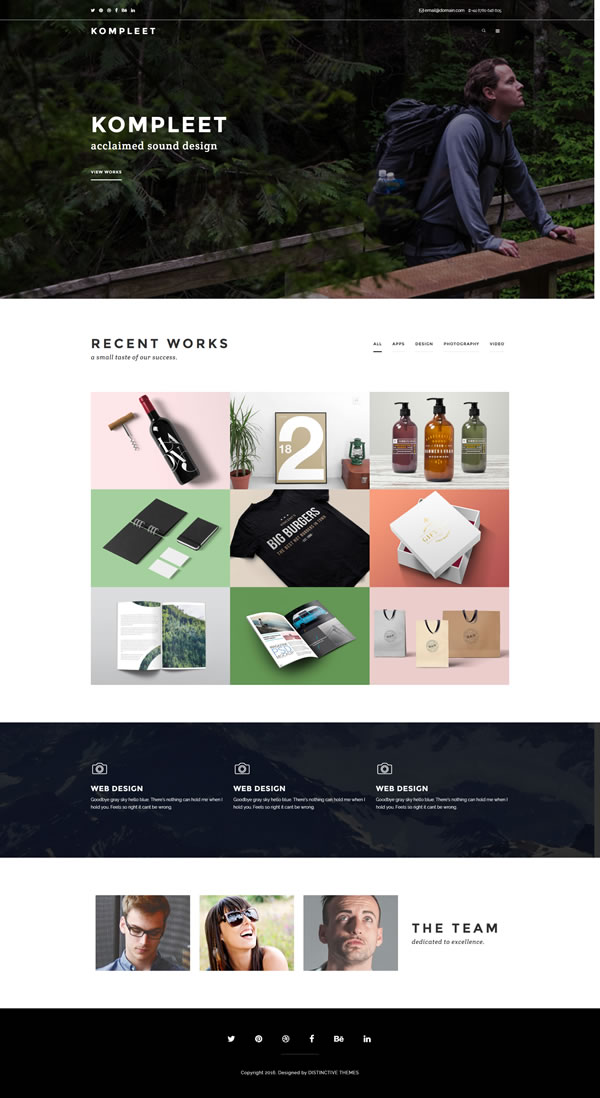 email@domain.com
KOMPLEET
KOMPLEET
acclaimed sound design
VIEW WORKS
RECENT WORKS
a small taste of our success.
ALL APPS DESIGN PHOTOGRAPHY VIDEO
18
2
BIG BURGERS
WEB DESIGN
Goodbye gray sky hello blue. There's nothing can hold me when I
hold you. Feels so right it cant be wrong.
WEB DESIGN
Goodbye gray sky hello blue. There's nothing can hold me when I
hold you. Feels so right it cant be wrong.
WEB DESIGN
Goodbye gray sky hello blue. There's nothing can hold me when I
hold you. Feels so right it cant be wrong.
THE TEAM
dedicated to excellence.
Copyright 2016. Designed by DISTINCTIVE THEMES